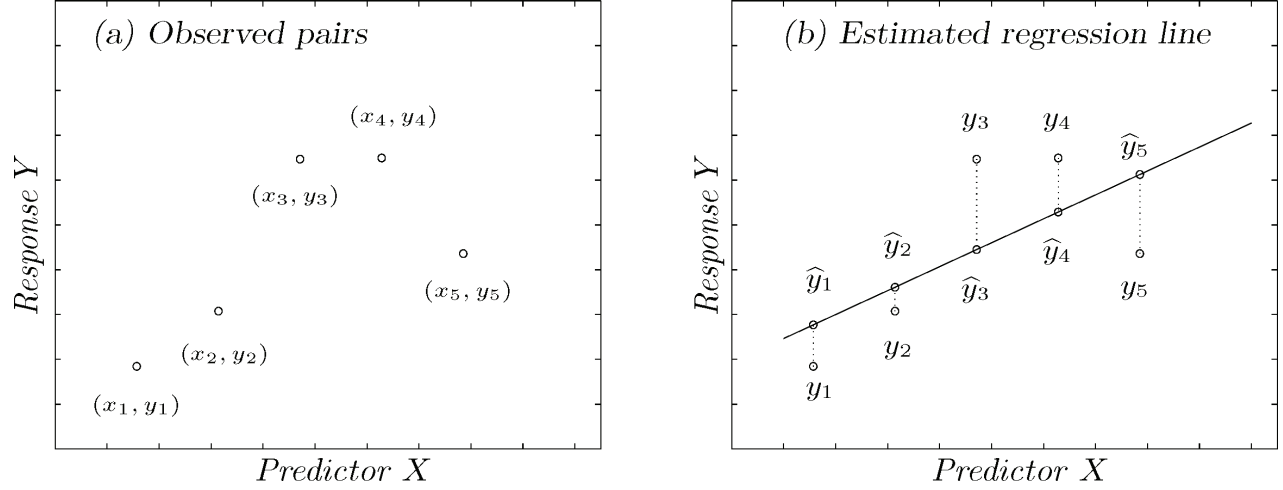 (a) Observed pairs
(x₄, y₄)
(x₃, y₃)
(x₅, y₅)
(x₂, y₂)
(x₁, y₁)
Response Y
Predictor X
(b) Estimated regression line
y₃
y₄
ŷ₅
ŷ₂
ŷ₄
ŷ₁
ŷ₃
y₅
y₂
y₁
Response Y
Predictor X